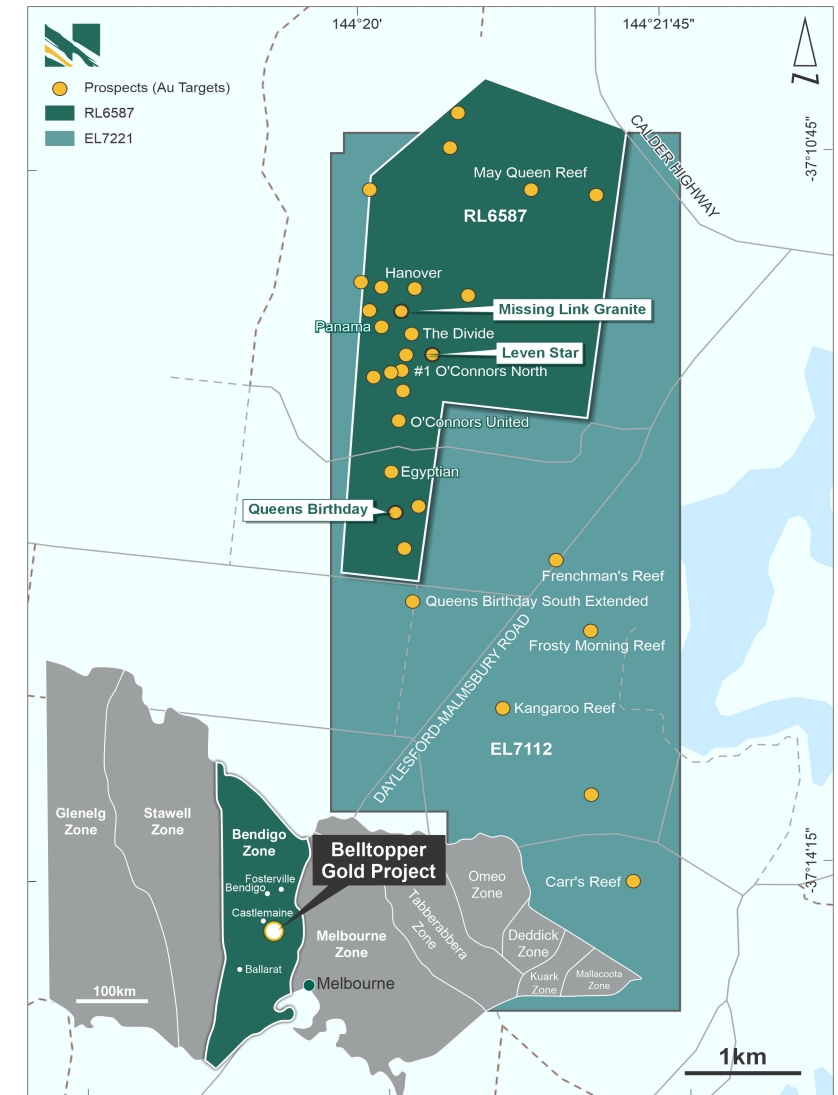 144°20'
144°21'45"
Prospects (Au Targets)
RL6587
EL7221
N
CALDER HIGHWAY
-37°10'45"
May Queen Reef
RL6587
Hanover
Missing Link Granite
Panama
The Divide
Leven Star
#1 O'Connors North
O'Connors United
Egyptian
Queens Birthday
Frenchman's Reef
Queens Birthday South Extended
Frosty Morning Reef
DAYLESFORD-MALMSBURY ROAD
Kangaroo Reef
EL7112
-37°14'15"
Carr's Reef
Glenelg
Zone
Stawell
Zone
Bendigo
Zone
Belltopper
Gold Project
Fosterville
Bendigo
Castlemaine
Ballarat
Melbourne
Zone
Melbourne
Tabberabbera
Zone
Omeo
Zone
Deddick
Zone
Kuark
Zone
Mallacoota
Zone
100km
1km